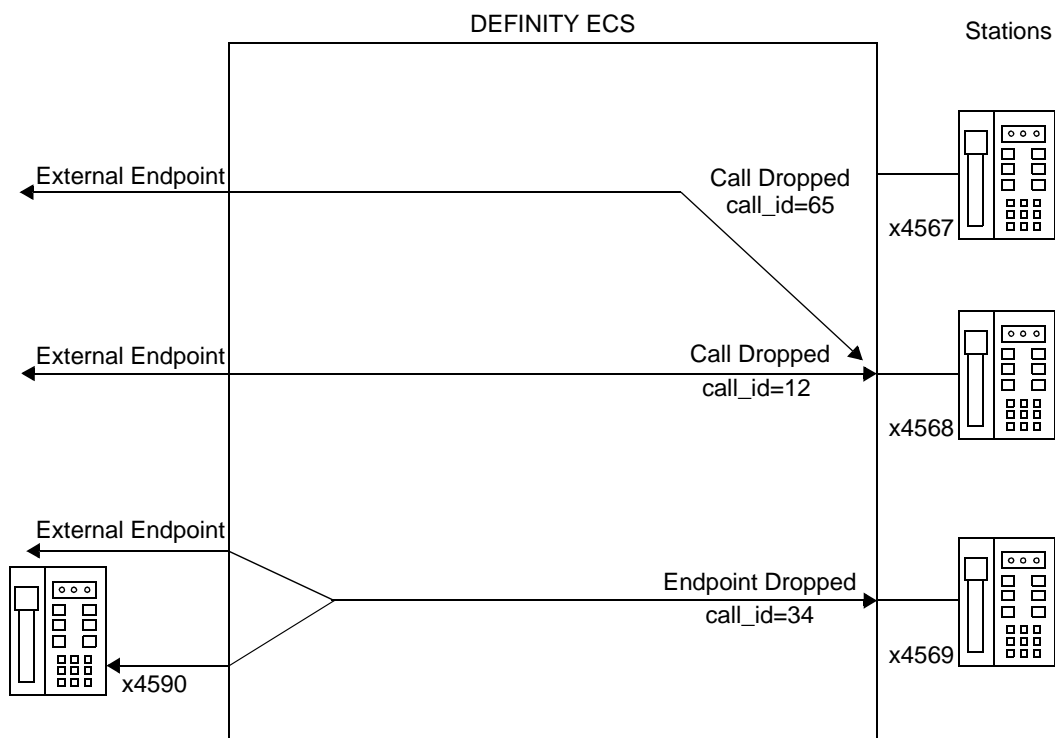 DEFINITY ECS
Stations
External Endpoint
Call Dropped
call_id=65
x4567
External Endpoint
Call Dropped
call_id=12
x4568
External Endpoint
Endpoint Dropped
call_id=34
x4569
x4590